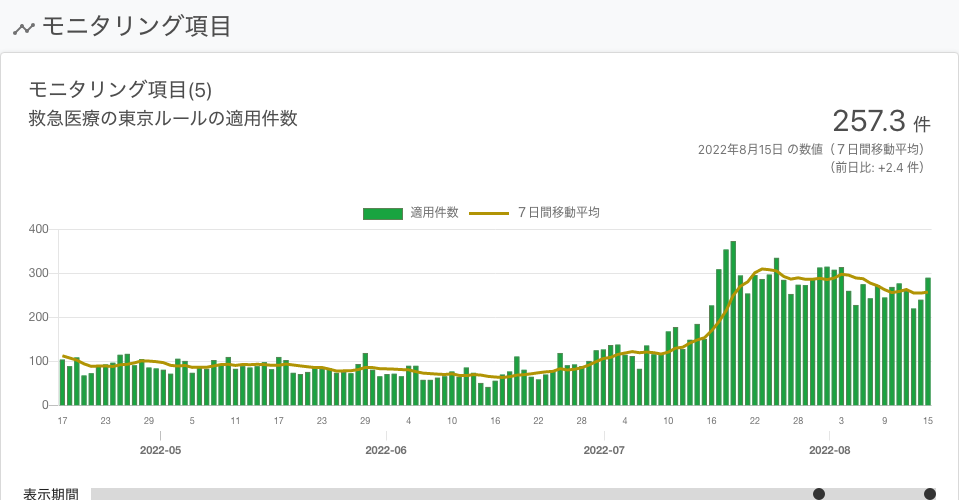 モニタリング項目
モニタリング項目(5)
救急医療の東京ルールの適用件数
257.3 件
2022年8月15日 の数値（７日間移動平均）
（前日比: +2.4 件）
適用件数 ７日間移動平均
400
300
200
100
0
17 23 29 5 11 17 23 29 4 10 16 22 28 4 10 16 22 28 3 9 15
2022-05 2022-06 2022-07 2022-08
表示期間